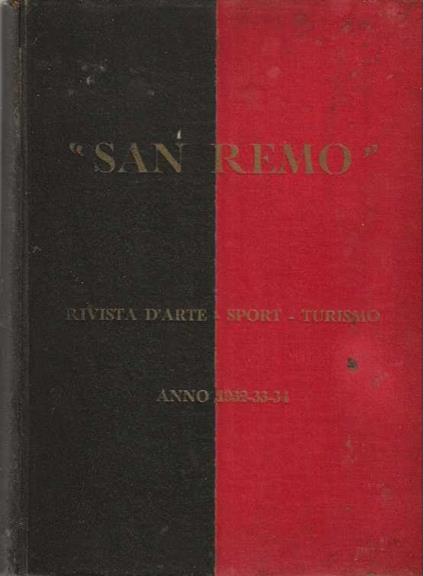 "SAN REMO"
RIVISTA D'ARTE - SPORT - TURISMO
ANNO 1932-33-34